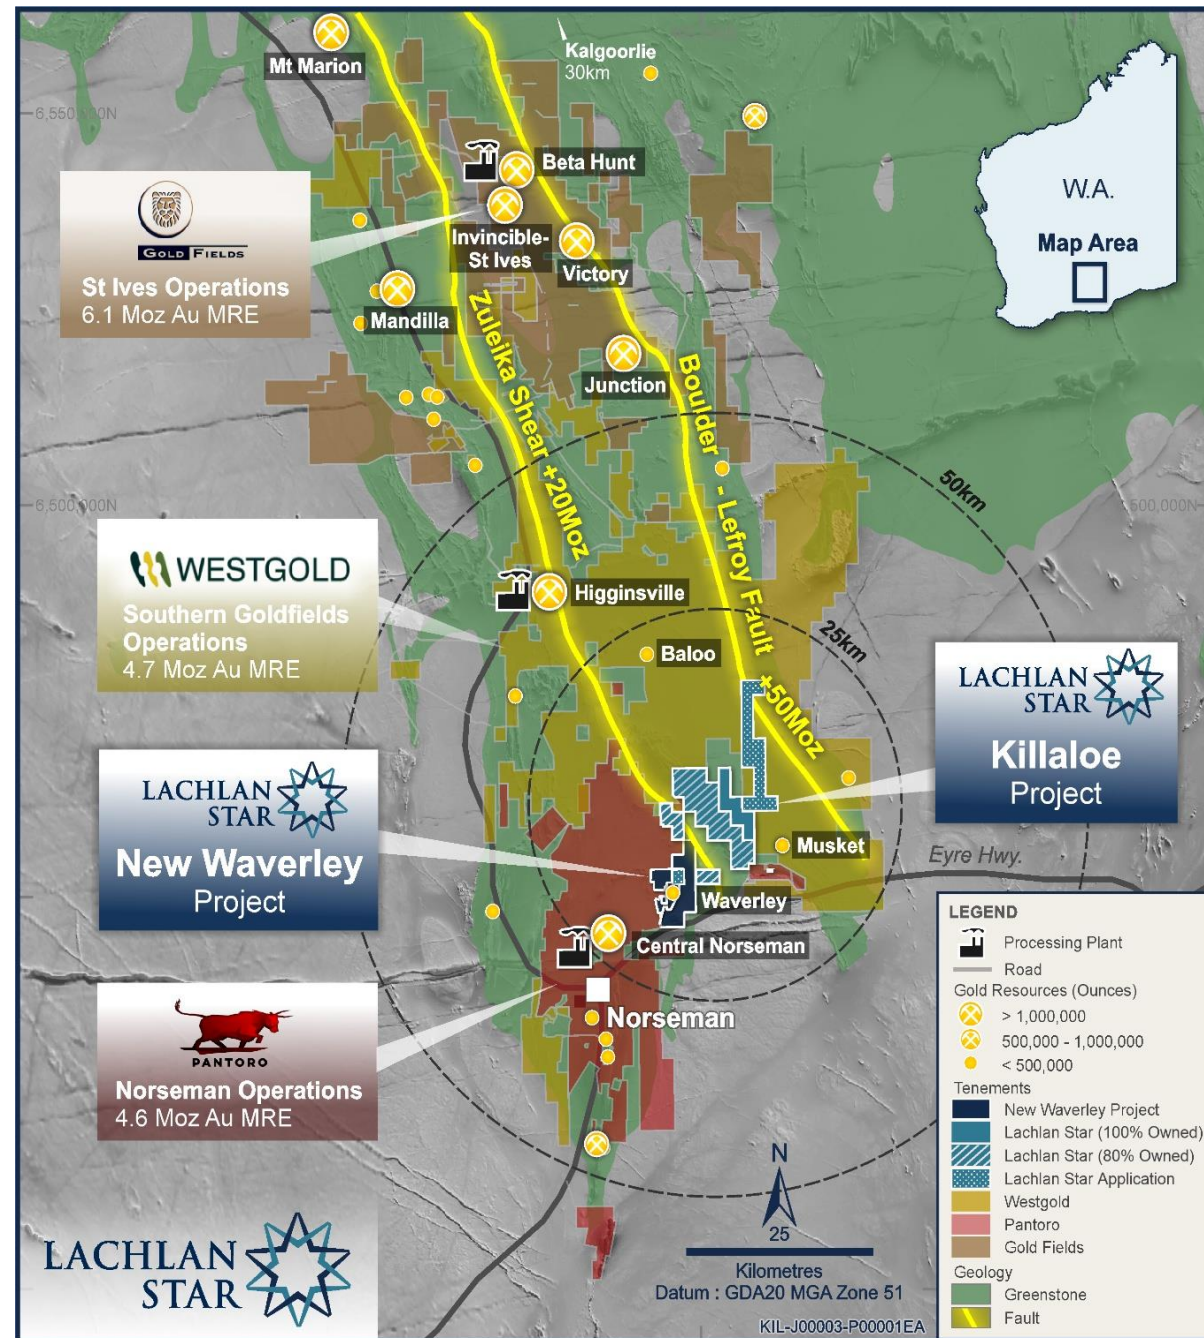 Mt Marion
Kalgoorlie
30km
6,550,000N
Beta Hunt
W.A.
Map Area
Invincible-
St Ives
Victory
GOLD FIELDS
St Ives Operations
6.1 Moz Au MRE
Mandilla
Junction
Zuleika Shear +20Moz
Boulder - Lefroy Fault +50Moz
50km
6,500,000N
500,000N
WESTGOLD
Southern Goldfields
Operations
4.7 Moz Au MRE
Higginsville
25km
Baloo
LACHLAN
STAR
Killaloe
Project
LACHLAN
STAR
New Waverley
Project
Musket
Eyre Hwy.
Waverley
Central Norseman
Norseman
PANTORO
Norseman Operations
4.6 Moz Au MRE
LEGEND
Processing Plant
Road
Gold Resources (Ounces)
> 1,000,000
500,000 - 1,000,000
< 500,000
Tenements
New Waverley Project
Lachlan Star (100% Owned)
Lachlan Star (80% Owned)
Lachlan Star Application
Westgold
Pantoro
Gold Fields
Geology
Greenstone
Fault
N
25
Kilometres
Datum : GDA20 MGA Zone 51
KIL-J00003-P00001EA
LACHLAN
STAR